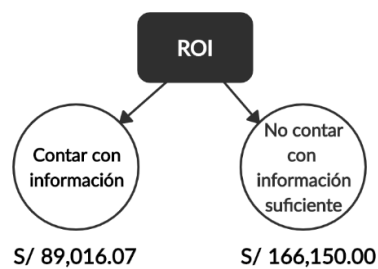 ROI
Contar con
información
No contar
con
información
suficiente
S/ 89,016.07
S/ 166,150.00